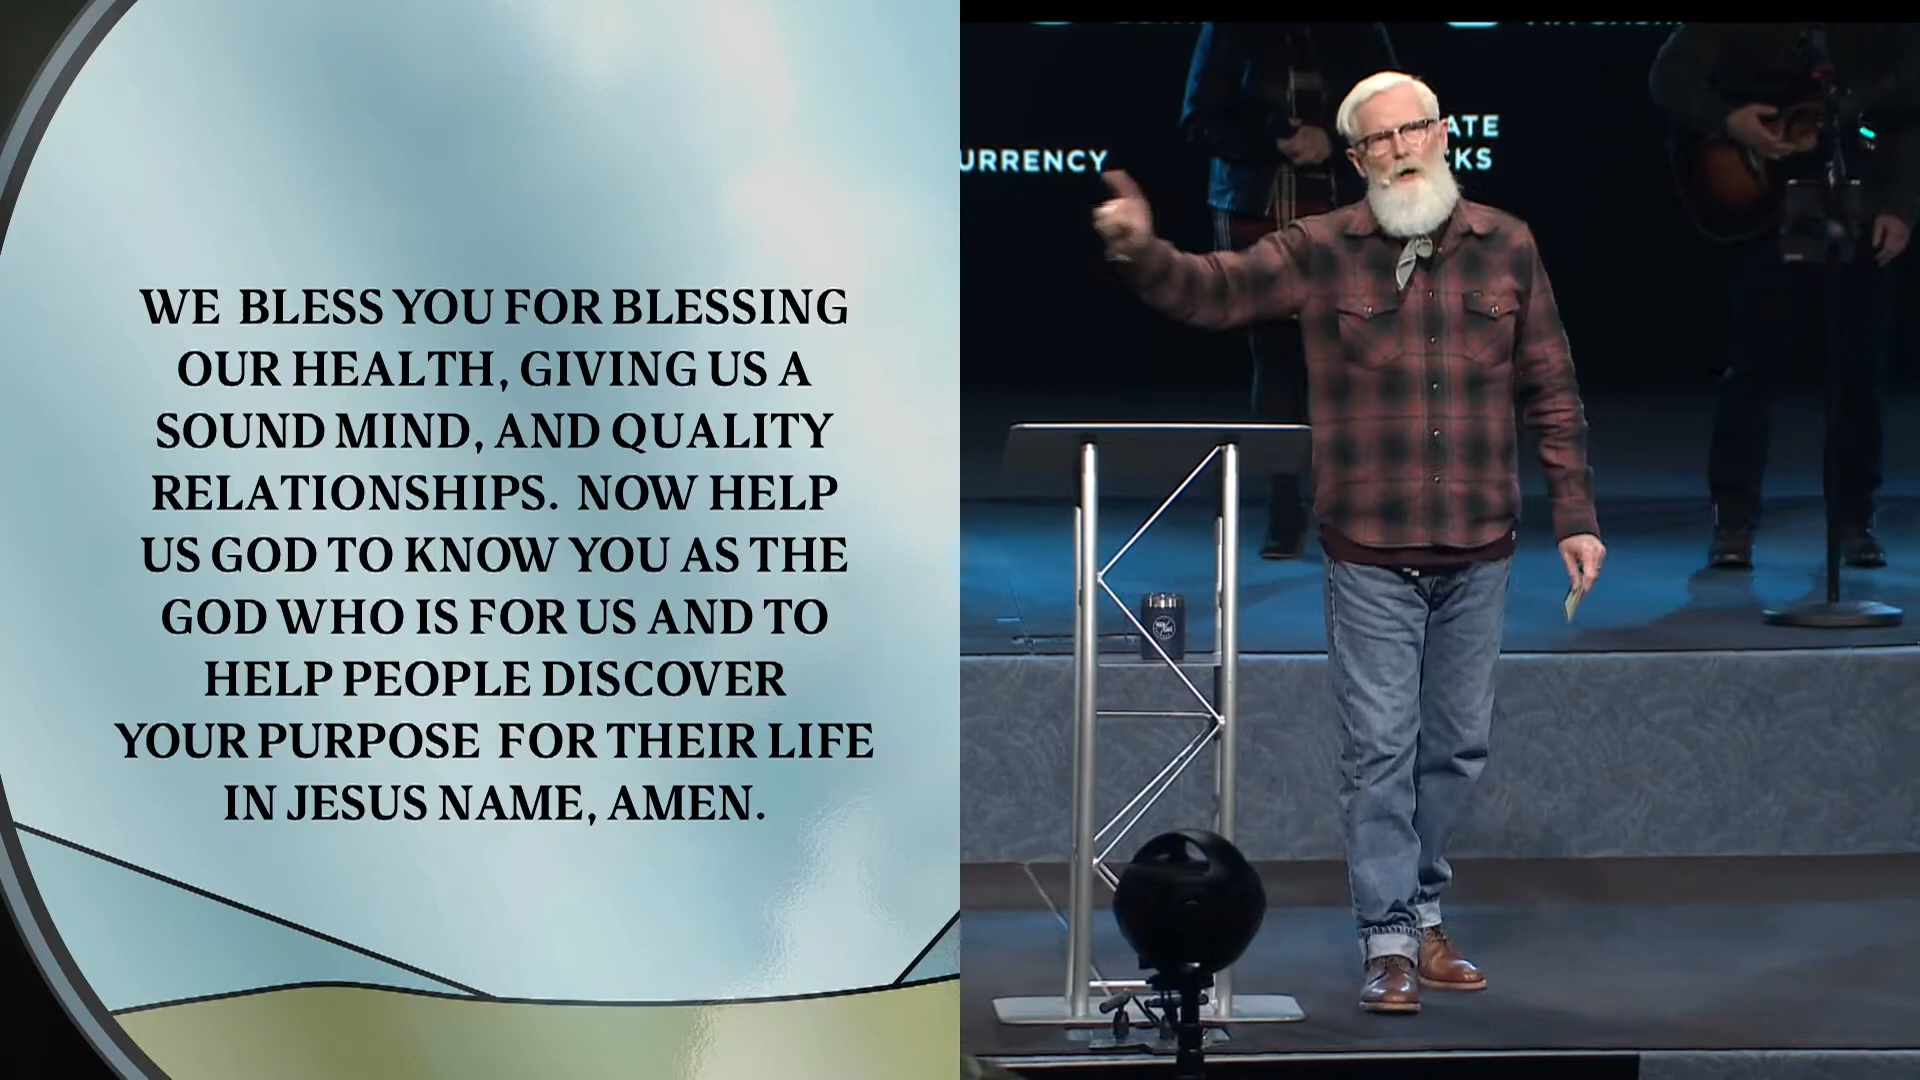 WE BLESS YOU FOR BLESSING
OUR HEALTH, GIVING US A
SOUND MIND, AND QUALITY
RELATIONSHIPS. NOW HELP
US GOD TO KNOW YOU AS THE
GOD WHO IS FOR US AND TO
HELP PEOPLE DISCOVER
YOUR PURPOSE FOR THEIR LIFE
IN JESUS NAME, AMEN.
URRENCY
ATE
KS